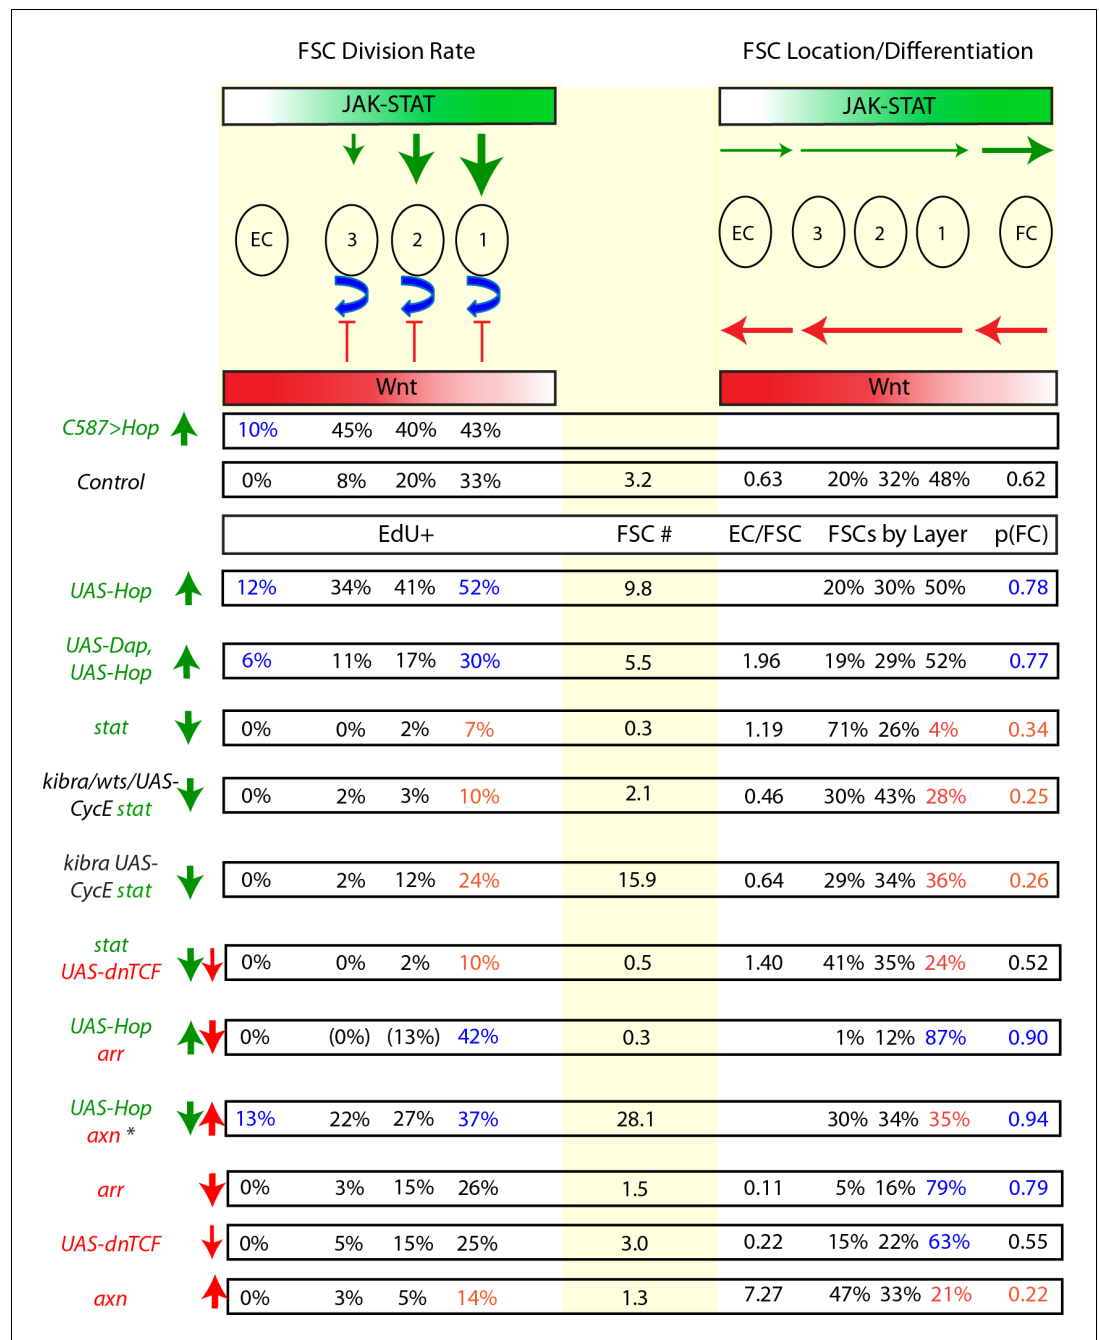 FSC Division Rate FSC Location/Differentiation
JAK-STAT JAK-STAT
EC 3 2 1 EC 3 2 1 FC
Wnt Wnt
C587>Hop 10% 45% 40% 43%
Control 0% 8% 20% 33% 3.2 0.63 20% 32% 48% 0.62
EdU+ FSC # EC/FSC FSCs by Layer p(FC)
UAS-Hop 12% 34% 41% 52% 9.8 20% 30% 50% 0.78
UAS-Dap,
UAS-Hop 6% 11% 17% 30% 5.5 1.96 19% 29% 52% 0.77
stat 0% 0% 2% 7% 0.3 1.19 71% 26% 4% 0.34
kibra/wts/UAS-
CycE stat 0% 2% 3% 10% 2.1 0.46 30% 43% 28% 0.25
kibra UAS-
CycE stat 0% 2% 12% 24% 15.9 0.64 29% 34% 36% 0.26
stat
UAS-dnTCF 0% 0% 2% 10% 0.5 1.40 41% 35% 24% 0.52
UAS-Hop
arr 0% (0%) (13%) 42% 0.3 1% 12% 87% 0.90
UAS-Hop
axn * 13% 22% 27% 37% 28.1 30% 34% 35% 0.94
arr 0% 3% 15% 26% 1.5 0.11 5% 16% 79% 0.79
UAS-dnTCF 0% 5% 15% 25% 3.0 0.22 15% 22% 63% 0.55
axn 0% 3% 5% 14% 1.3 7.27 47% 33% 21% 0.22